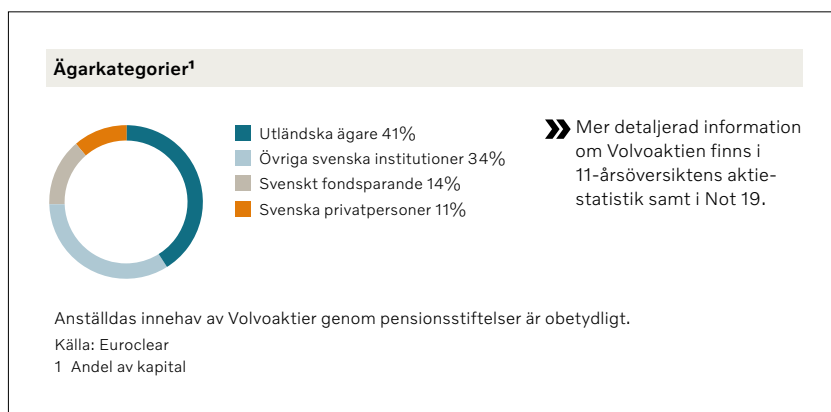 Ägarkategorier¹
Utländska ägare 41%
Övriga svenska institutioner 34%
Svenskt fondsparande 14%
Svenska privatpersoner 11%
Mer detaljerad information
om Volvoaktien finns i
11-årsöversiktens aktie-
statistik samt i Not 19.
Anställdas innehav av Volvoaktier genom pensionsstiftelser är obetydligt.
Källa: Euroclear
1 Andel av kapital